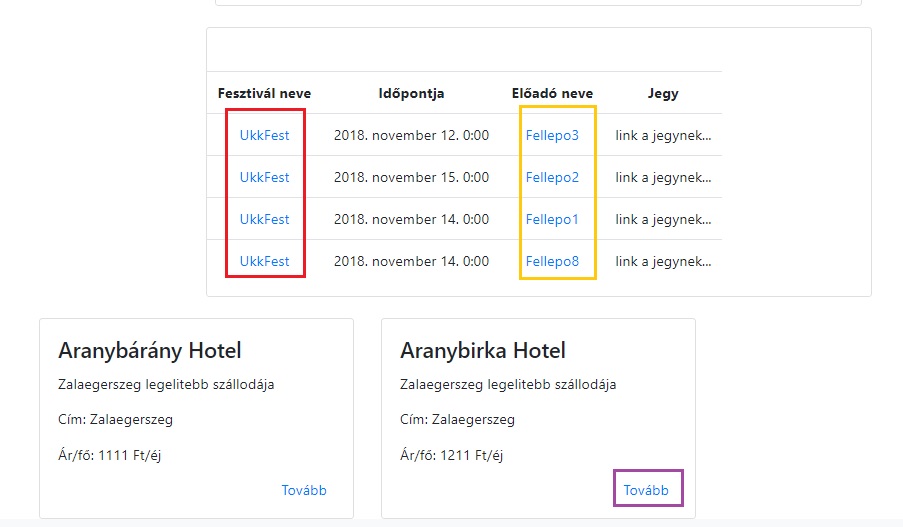 Fesztivál neve Időpontja Előadó neve Jegy
UkkFest 2018. november 12. 0:00 Fellepo3 link a jegynek...
UkkFest 2018. november 15. 0:00 Fellepo2 link a jegynek...
UkkFest 2018. november 14. 0:00 Fellepo1 link a jegynek...
UkkFest 2018. november 14. 0:00 Fellepo8 link a jegynek...
Aranybárány Hotel
Zalaegerszeg legelitebb szállodája
Cím: Zalaegerszeg
Ár/fő: 1111 Ft/éj
Tovább
Aranybirka Hotel
Zalaegerszeg legelitebb szállodája
Cím: Zalaegerszeg
Ár/fő: 1211 Ft/éj
Tovább